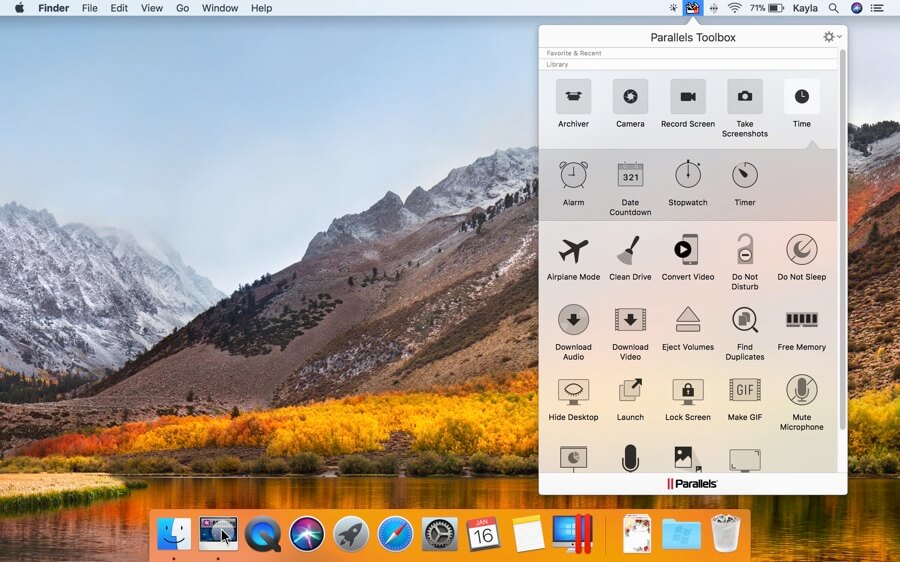 Finder File Edit View Go Window Help 71% Kayla
Parallels Toolbox
Favorite & Recent
Library
Archiver Camera Record Screen Take Screenshots Time
321
Alarm Date Countdown Stopwatch Timer
Airplane Mode Clean Drive Convert Video Do Not Disturb Do Not Sleep
Download Audio Download Video Eject Volumes Find Duplicates Free Memory
GIF
Hide Desktop Launch Lock Screen Make GIF Mute Microphone
Parallels
JAN
16